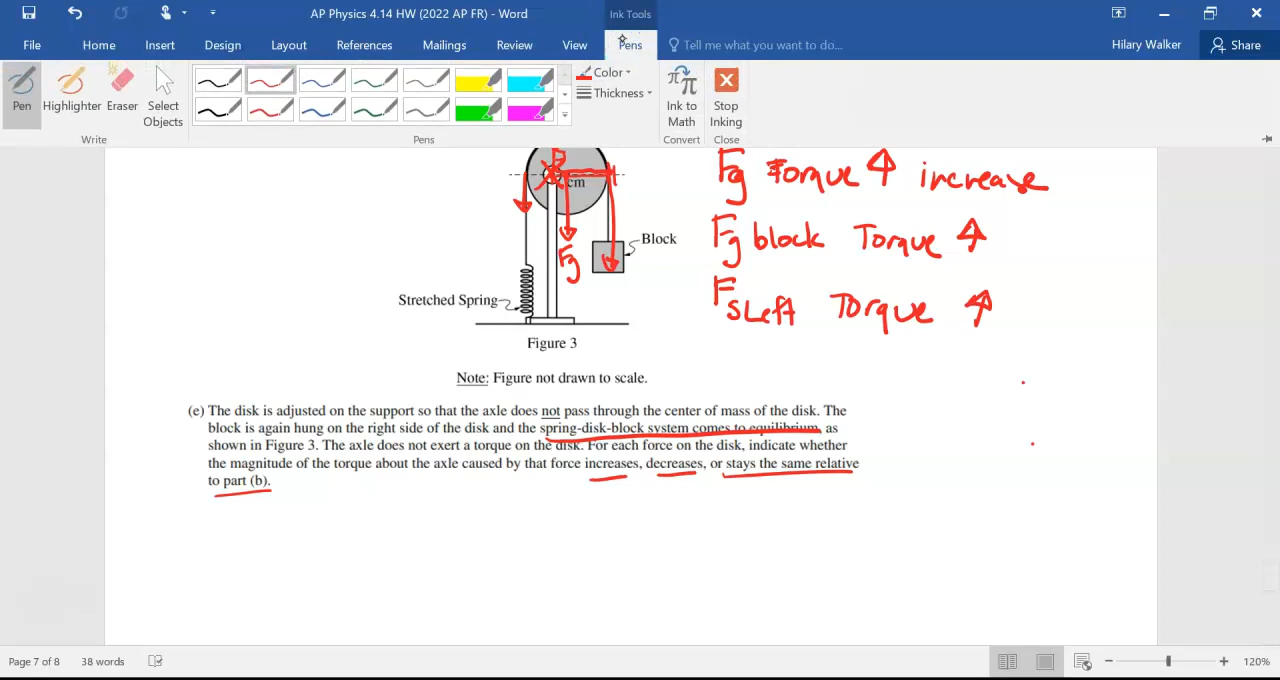 AP Physics 4.14 HW (2022 AP FR) - Word
Ink Tools
File
Home
Insert
Design
Layout
References
Mailings
Review
View
Pens
Tell me what you want to do...
Hilary Walker
Share
Pen
Highlighter
Eraser
Select Objects
Color
Thickness
Ink to Math
Stop Inking
Write
Pens
Convert
Close
Fg Torque ↑ increase
cm
Fg block Torque ↑
Block
Fg
Stretched Spring
Fs Left Torque ↑
Figure 3
Note: Figure not drawn to scale.
(e) The disk is adjusted on the support so that the axle does not pass through the center of mass of the disk. The
block is again hung on the right side of the disk and the spring-disk-block system comes to equilibrium, as
shown in Figure 3. The axle does not exert a torque on the disk. For each force on the disk, indicate whether
the magnitude of the torque about the axle caused by that force increases, decreases, or stays the same relative
to part (b).
Page 7 of 8
38 words
120%